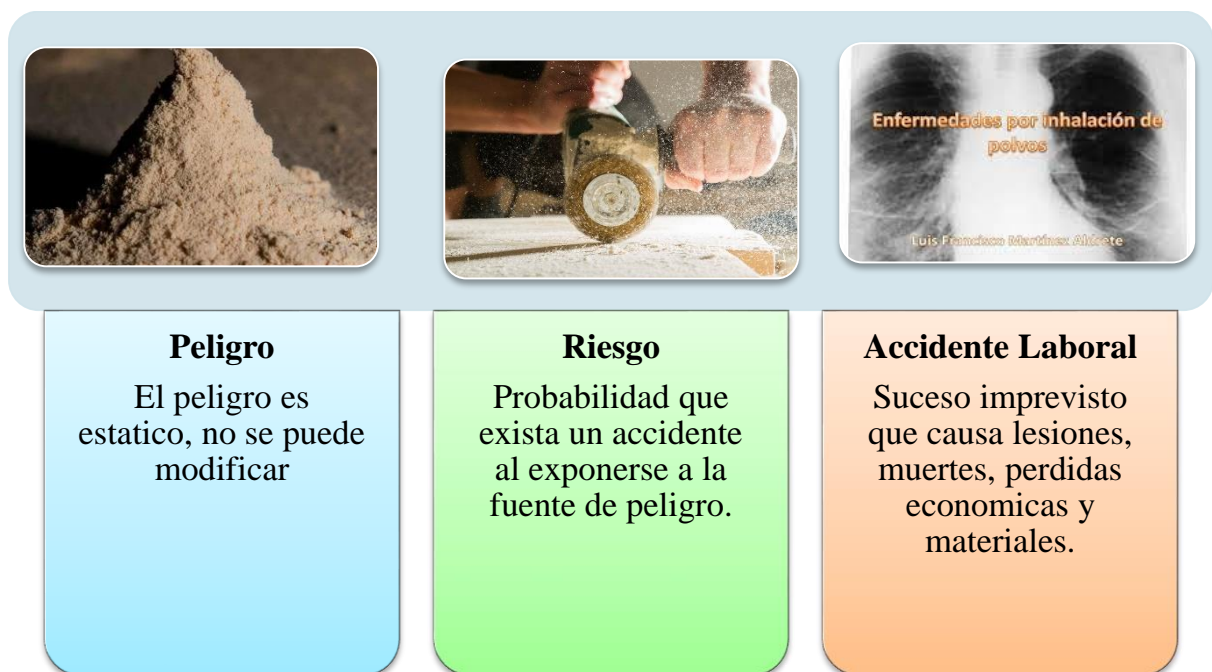 Enfermedades por inhalación de
polvos
Luis Francisco Martínez Aldrete
Peligro
El peligro es
estatico, no se puede
modificar
Riesgo
Probabilidad que
exista un accidente
al exponerse a la
fuente de peligro.
Accidente Laboral
Suceso imprevisto
que causa lesiones,
muertes, perdidas
economicas y
materiales.